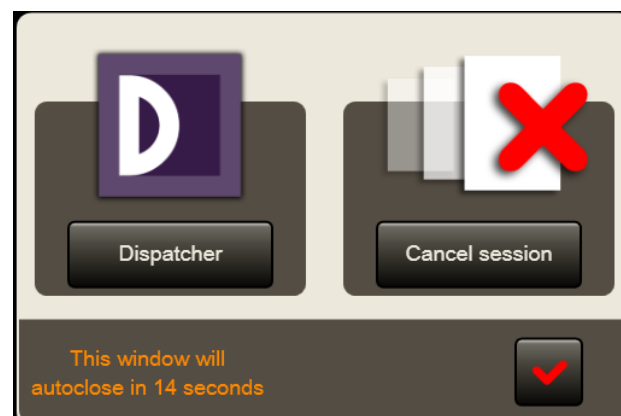 D
Dispatcher
Cancel session
This window will
autoclose in 14 seconds